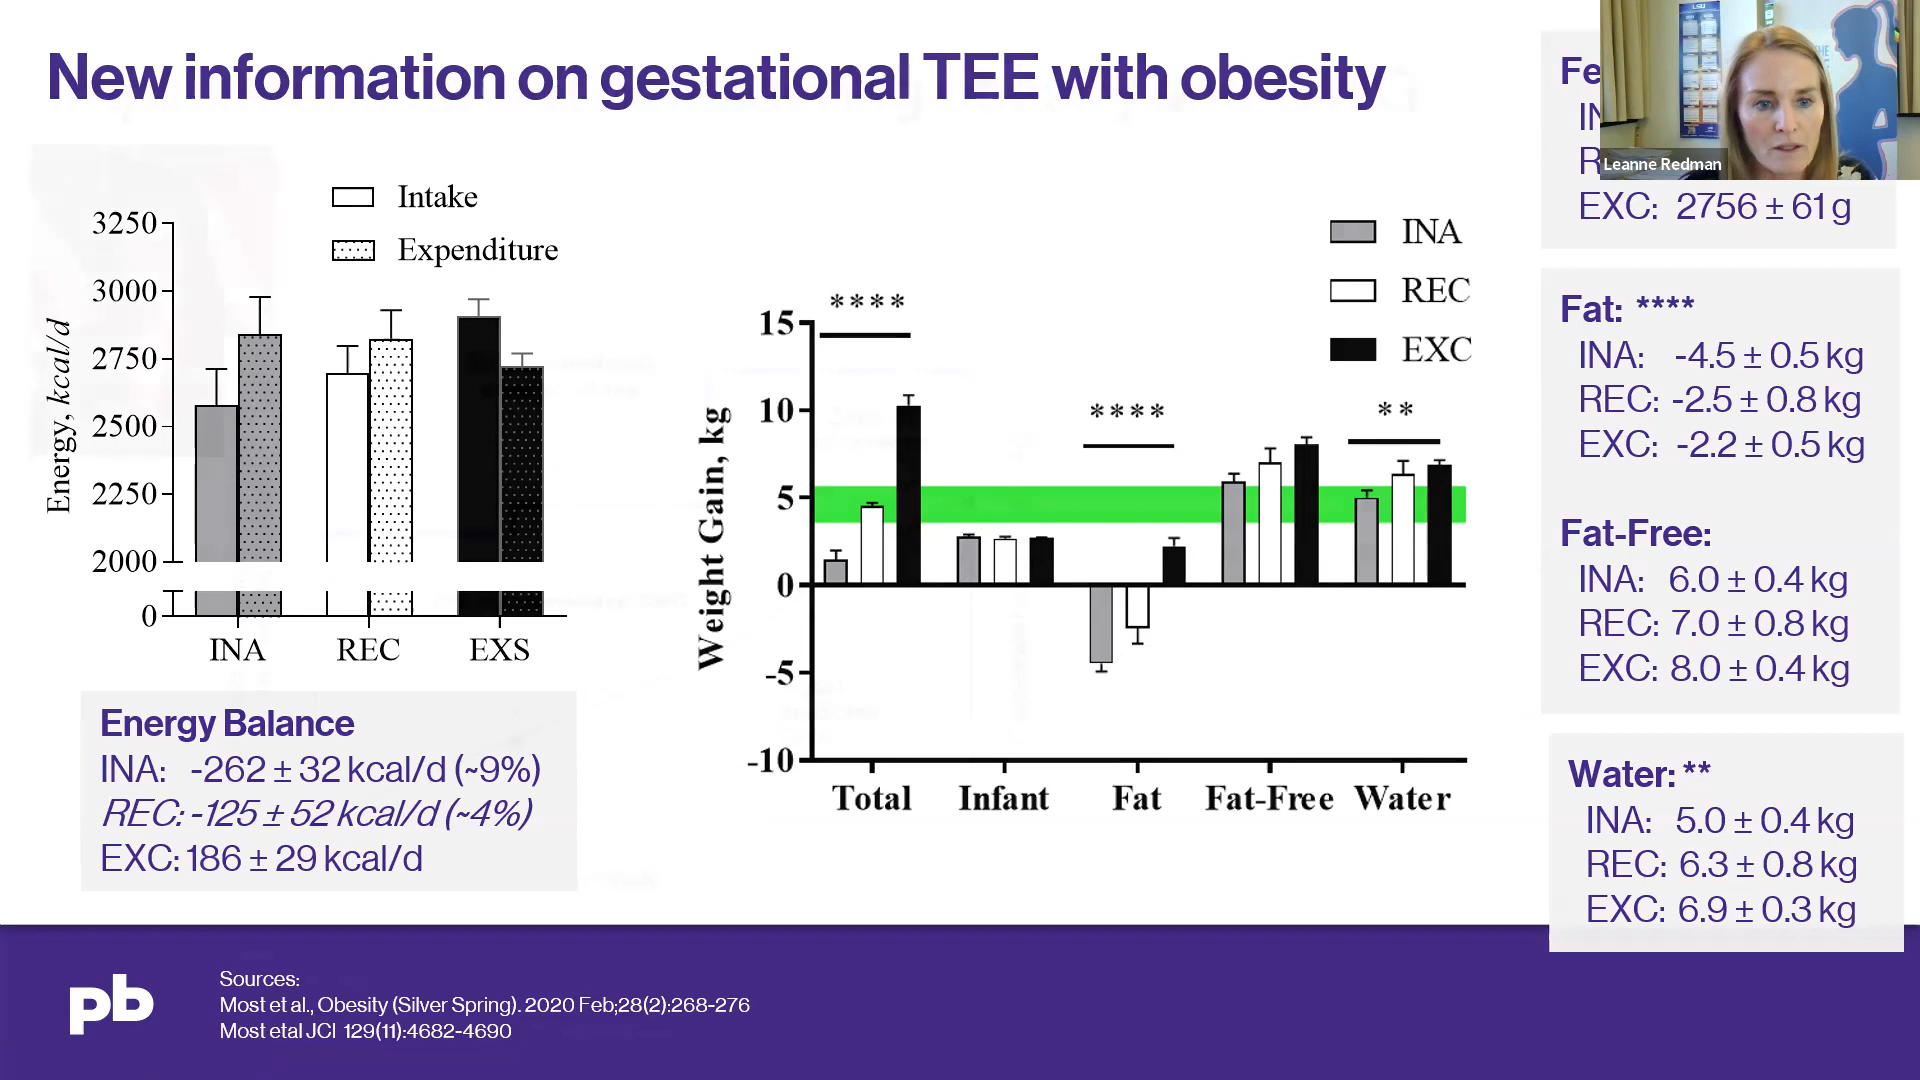 New information on gestational TEE with obesity
Intake
Expenditure
3250
3000
2750
2500
2250
2000
0
Energy, kcal/d
INA
REC
EXS
Energy Balance
INA: -262 ± 32 kcal/d (~9%)
REC: -125 ± 52 kcal/d (~4%)
EXC: 186 ± 29 kcal/d
INA
REC
EXC
****
****
**
15
10
5
0
-5
-10
Weight Gain, kg
Total
Infant
Fat
Fat-Free
Water
LSU
Leanne Redman
EXC: 2756 ± 61 g
Fat: ****
INA: -4.5 ± 0.5 kg
REC: -2.5 ± 0.8 kg
EXC: -2.2 ± 0.5 kg
Fat-Free:
INA: 6.0 ± 0.4 kg
REC: 7.0 ± 0.8 kg
EXC: 8.0 ± 0.4 kg
Water: **
INA: 5.0 ± 0.4 kg
REC: 6.3 ± 0.8 kg
EXC: 6.9 ± 0.3 kg
pb
Sources:
Most et al., Obesity (Silver Spring). 2020 Feb;28(2):268-276
Most etal JCI 129(11):4682-4690